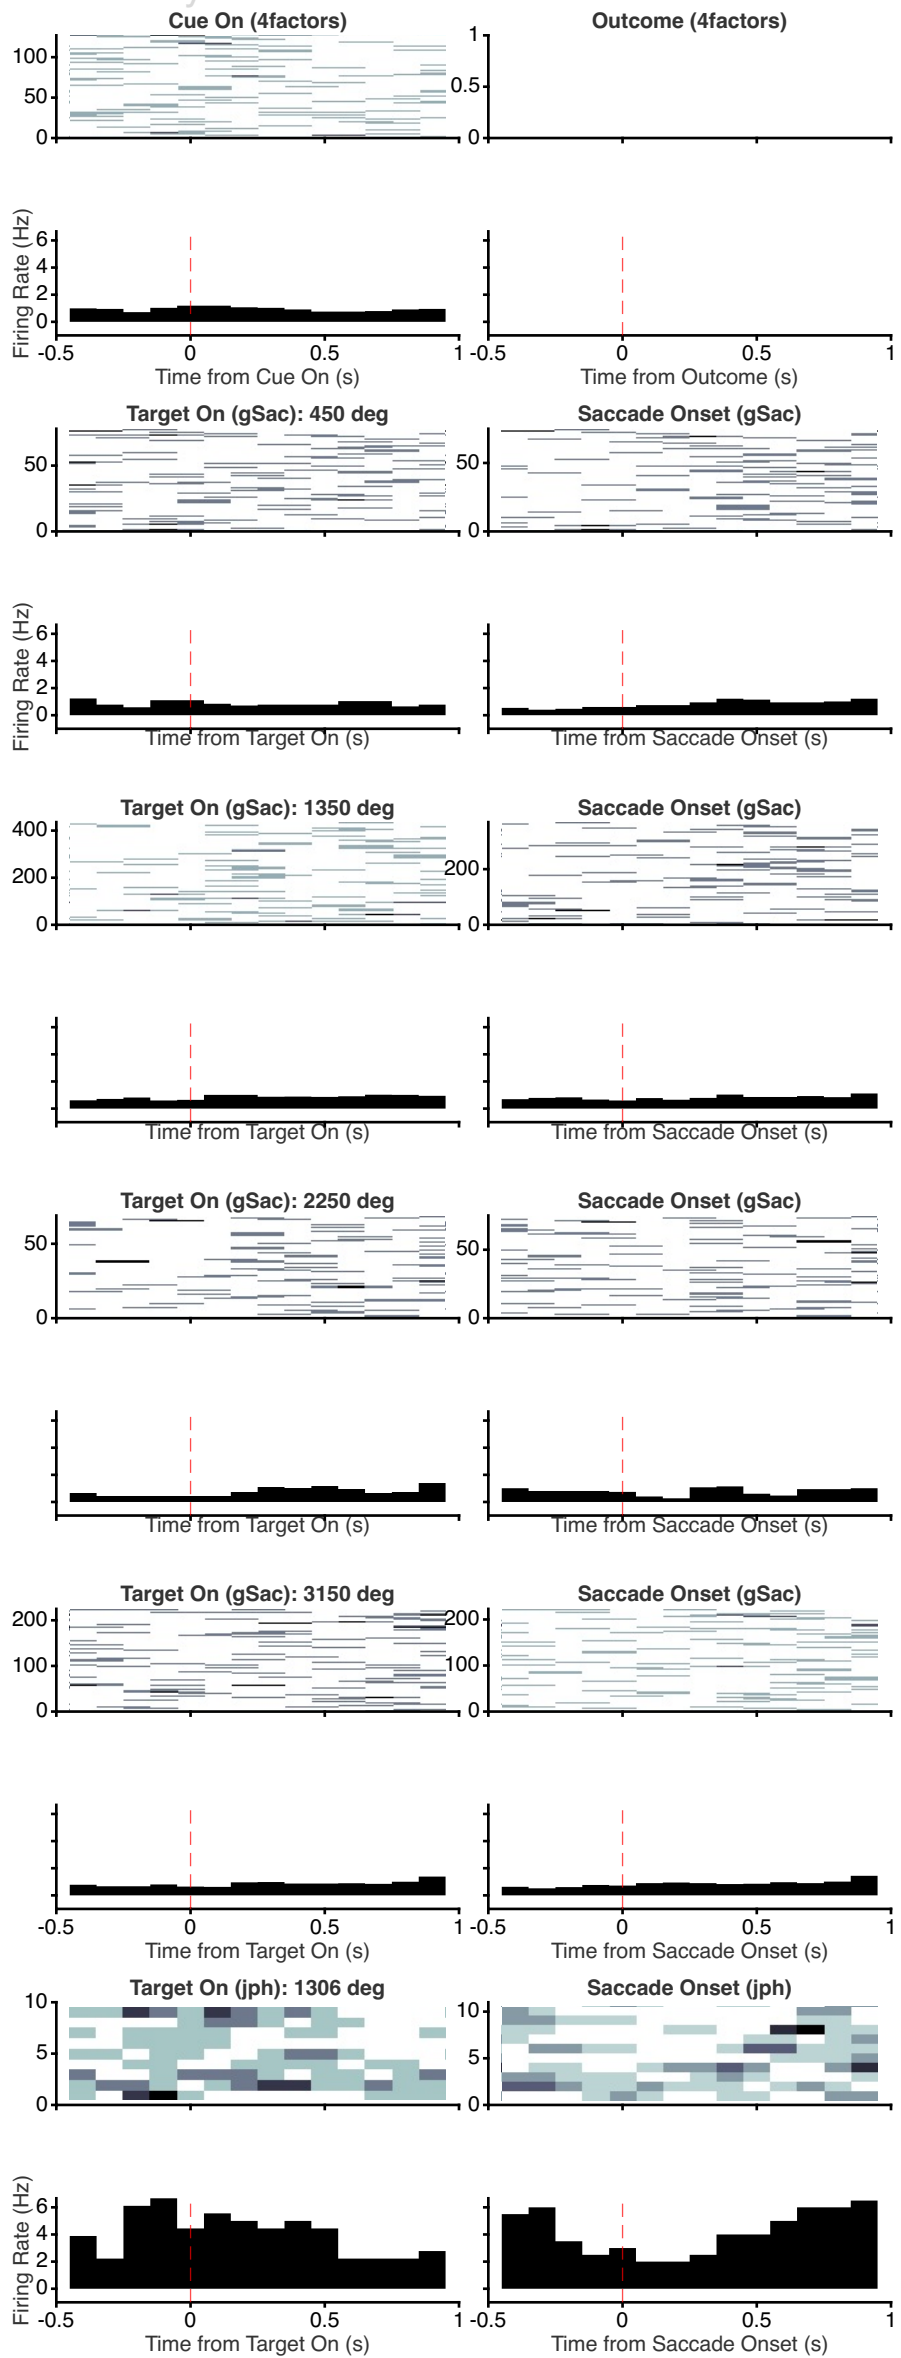 Cue On (4factors) Outcome (4factors)
100
50
0
1
0.5
0
0 0.5 1
Firing Rate (Hz)
6
4
2
0
-0.5 0 0.5 1 -0.5 0 0.5 1
Time from Cue On (s) Time from Outcome (s)
Target On (gSac): 450 deg Saccade Onset (gSac)
50
0
50
0
Firing Rate (Hz)
6
4
2
0
Time from Target On (s) Time from Saccade Onset (s)
Target On (gSac): 1350 deg Saccade Onset (gSac)
400
200
0
200
0
Time from Target On (s) Time from Saccade Onset (s)
Target On (gSac): 2250 deg Saccade Onset (gSac)
50
0
50
0
Time from Target On (s) Time from Saccade Onset (s)
Target On (gSac): 3150 deg Saccade Onset (gSac)
200
100
0
200
100
0
-0.5 0 0.5 1 -0.5 0 0.5 1
Time from Target On (s) Time from Saccade Onset (s)
Target On (jph): 1306 deg Saccade Onset (jph)
10
5
0
10
5
0
Firing Rate (Hz)
6
4
2
0
-0.5 0 0.5 1 -0.5 0 0.5 1
Time from Target On (s) Time from Saccade Onset (s)